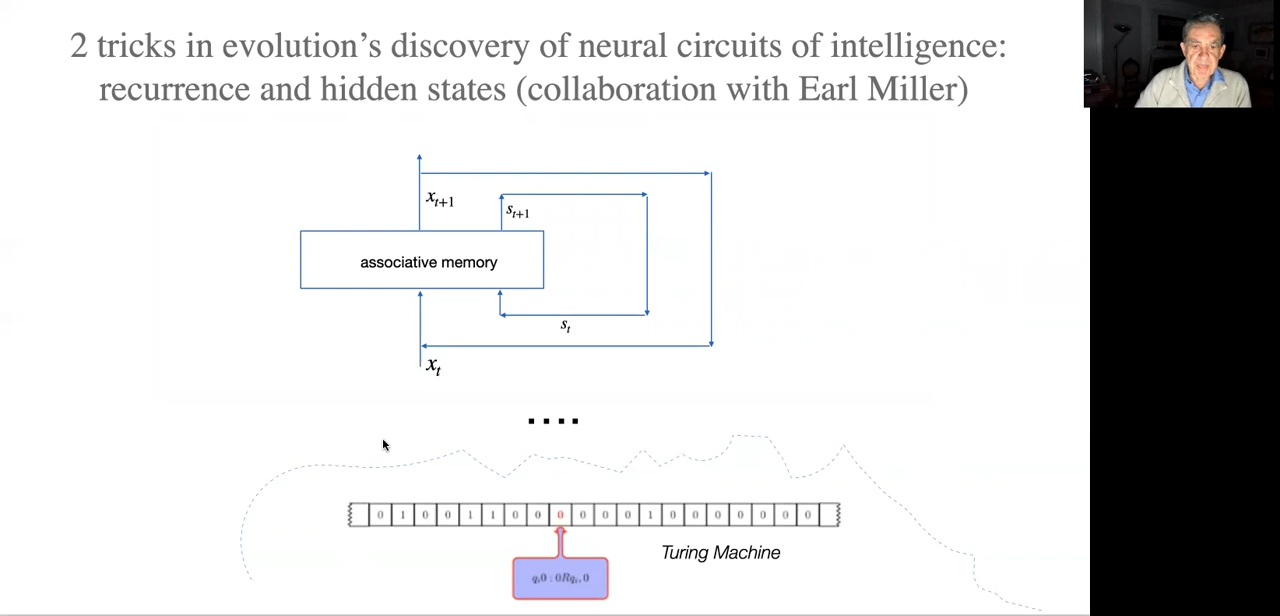 2 tricks in evolution's discovery of neural circuits of intelligence:
recurrence and hidden states (collaboration with Earl Miller)
x_{t+1}
s_{t+1}
associative memory
s_t
x_t
....
0 1 0 0 1 1 0 0 0 0 0 0 1 0 0 0 0 0 0 0
Turing Machine